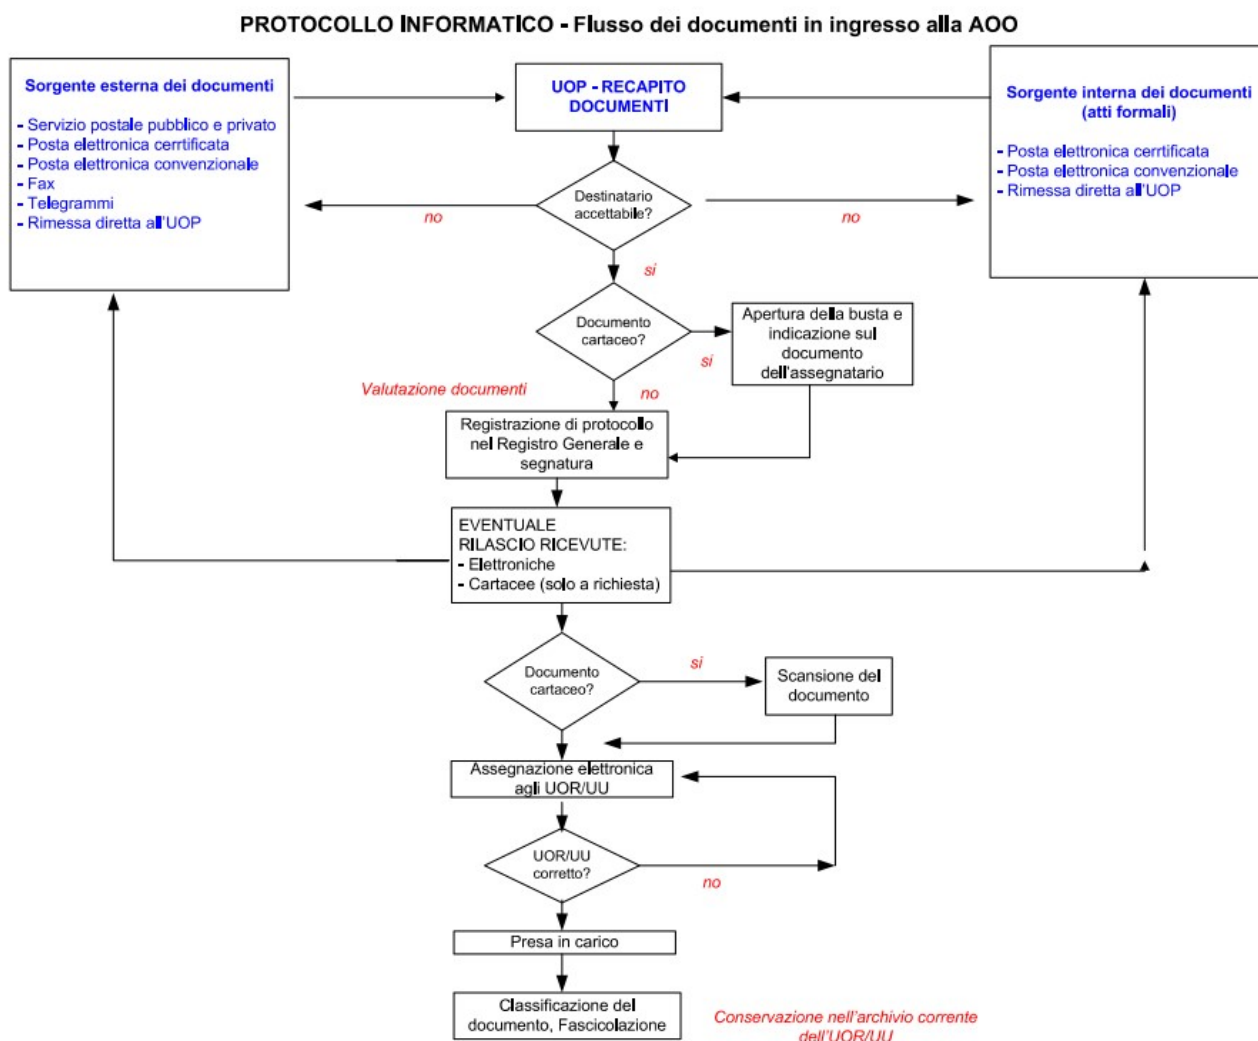 PROTOCOLLO INFORMATICO - Flusso dei documenti in ingresso alla AOO
Sorgente esterna dei documenti
- Servizio postale pubblico e privato
- Posta elettronica cerrtificata
- Posta elettronica convenzionale
- Fax
- Telegrammi
- Rimessa diretta all'UOP
UOP - RECAPITO
DOCUMENTI
Sorgente interna dei documenti
(atti formali)
- Posta elettronica cerrtificata
- Posta elettronica convenzionale
- Rimessa diretta all'UOP
Destinatario
accettabile?
no
no
si
Documento
cartaceo?
si
Apertura della busta e
indicazione sul
documento
dell'assegnatario
Valutazione documenti
no
Registrazione di protocollo
nel Registro Generale e
segnatura
EVENTUALE
RILASCIO RICEVUTE:
- Elettroniche
- Cartacee (solo a richiesta)
Documento
cartaceo?
si
Scansione del
documento
Assegnazione elettronica
agli UOR/UU
UOR/UU
corretto?
no
Presa in carico
Classificazione del
documento, Fascicolazione
Conservazione nell'archivio corrente
dell'UOR/UU